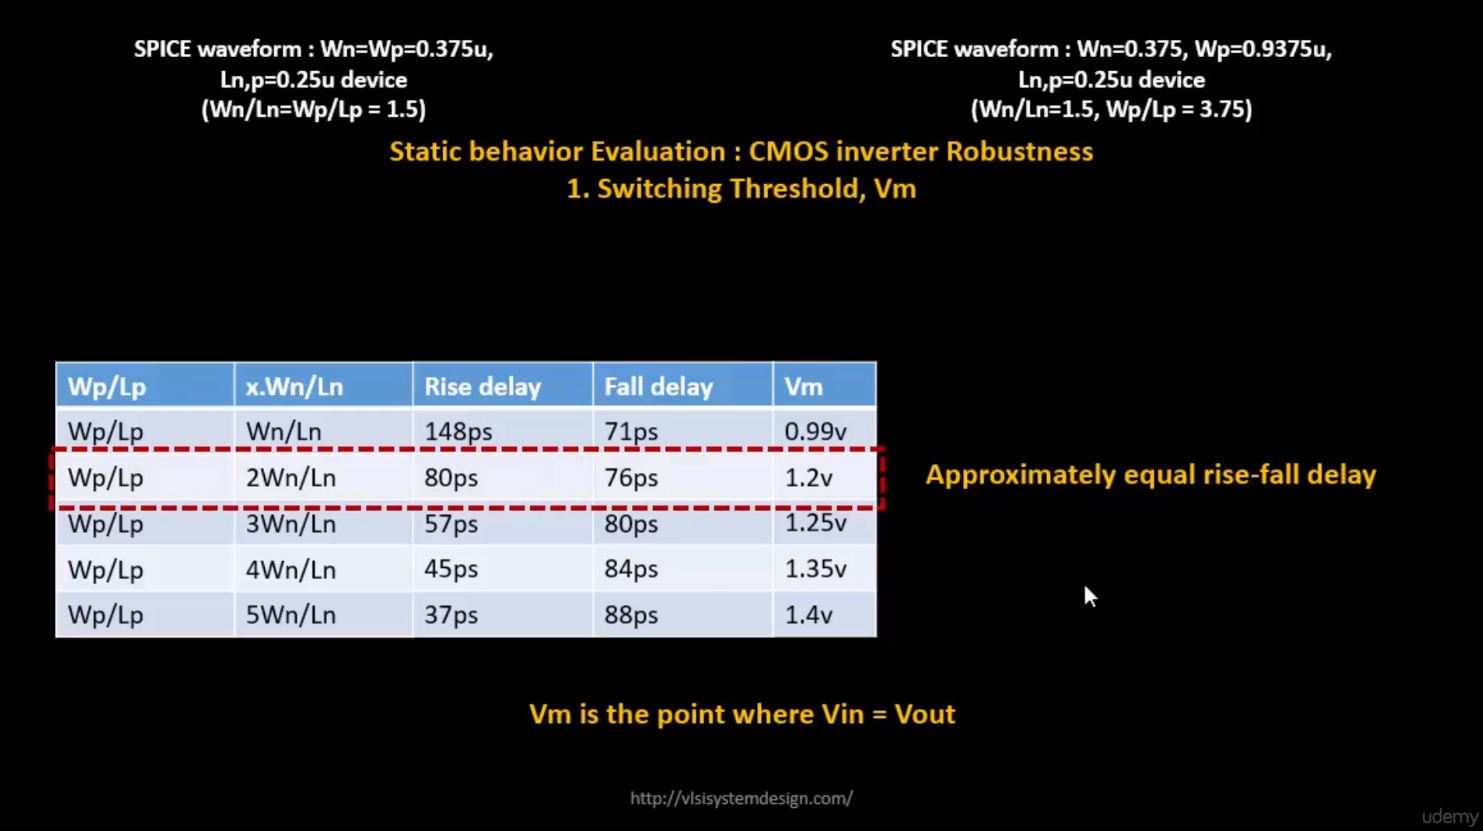 SPICE waveform : Wn=Wp=0.375u,
Ln,p=0.25u device
(Wn/Ln=Wp/Lp = 1.5)
SPICE waveform : Wn=0.375, Wp=0.9375u,
Ln,p=0.25u device
(Wn/Ln=1.5, Wp/Lp = 3.75)
Static behavior Evaluation : CMOS inverter Robustness
1. Switching Threshold, Vm
Wp/Lp x.Wn/Ln Rise delay Fall delay Vm
Wp/Lp Wn/Ln 148ps 71ps 0.99v
Wp/Lp 2Wn/Ln 80ps 76ps 1.2v
Approximately equal rise-fall delay
Wp/Lp 3Wn/Ln 57ps 80ps 1.25v
Wp/Lp 4Wn/Ln 45ps 84ps 1.35v
Wp/Lp 5Wn/Ln 37ps 88ps 1.4v
Vm is the point where Vin = Vout
http://vlsisystemdesign.com/
udemy